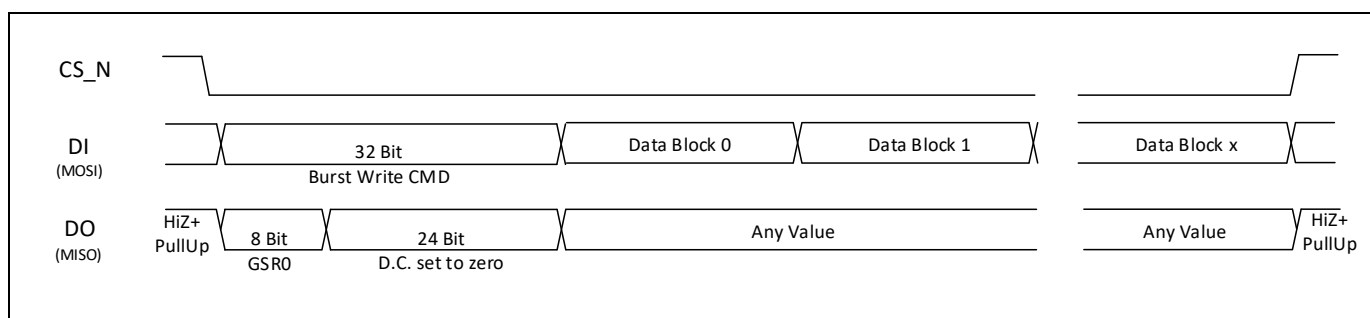 CS_N
DI
(MOSI)
32 Bit
Burst Write CMD
Data Block 0
Data Block 1
Data Block x
DO
(MISO)
HiZ+
PullUp
8 Bit
GSR0
24 Bit
D.C. set to zero
Any Value
Any Value
HiZ+
PullUp